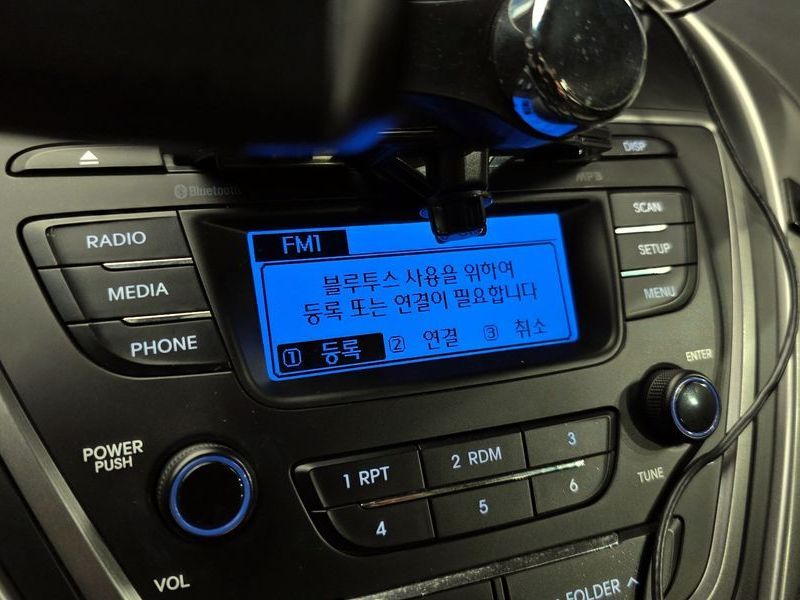 DISP
Bluetooth
MP3
RADIO
MEDIA
PHONE
FM1
블루투스 사용을 위하여
등록 또는 연결이 필요합니다
① 등록 ② 연결 ③ 취소
SCAN
SETUP
MENU
ENTER
POWER
PUSH
1 RPT
2 RDM
3
4
5
6
TUNE
VOL
FOLDER ∧